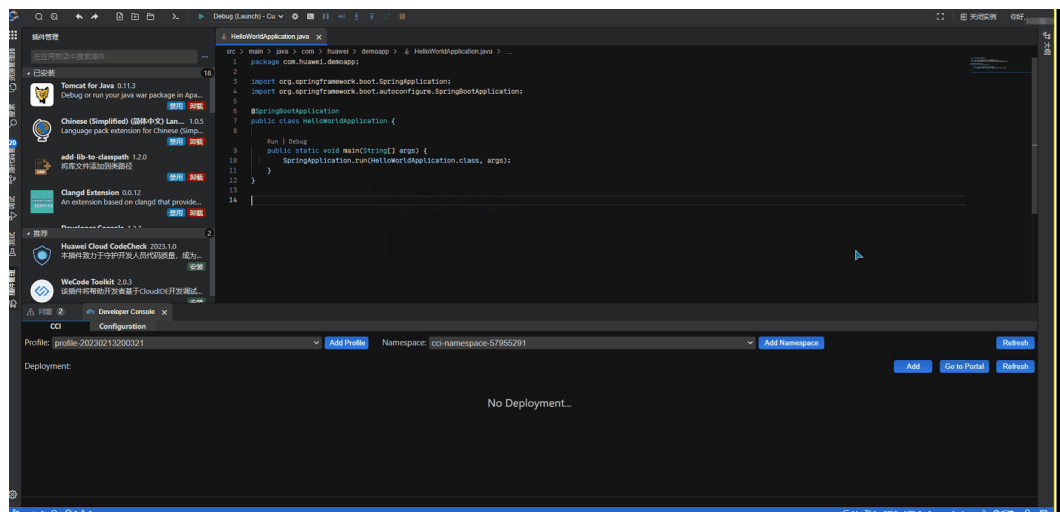 Debug (Launch) - Cu
关闭实例
你好,
插件管理
HelloWorldApplication.java
在应用商店中搜索插件
src > main > java > com > huawei > demoapp > HelloWorldApplication.java > ...
大纲
已安装 18
Tomcat for Java 0.11.3
Debug or run your java war package in Apa...
禁用 卸载
Chinese (Simplified) (简体中文) Lan... 1.0.5
Language pack extension for Chinese (Simp...
禁用 卸载
add-lib-to-classpath 1.2.0
将库文件添加到类路径
禁用 卸载
Clangd Extension 0.0.12
An extension based on clangd that provide...
禁用 卸载
推荐 2
Huawei Cloud CodeCheck 2023.1.0
本插件致力于守护开发人员代码质量，成为...
安装
WeCode Toolkit 2.0.3
该插件将帮助开发者基于CloudIDE开发调试...
1 package com.huawei.demoapp;
2
3 import org.springframework.boot.SpringApplication;
4 import org.springframework.boot.autoconfigure.SpringBootApplication;
5
6 @SpringBootApplication
7 public class HelloWorldApplication {
8
Run | Debug
9 public static void main(String[] args) {
10 SpringApplication.run(HelloWorldApplication.class, args);
11 }
12 }
13
14
问题 2
Developer Console
CCI Configuration
Profile: profile-20230213200321 Add Profile Namespace: cci-namespace-57955291 Add Namespace Refresh
Deployment: Add Go to Portal Refresh
No Deployment...